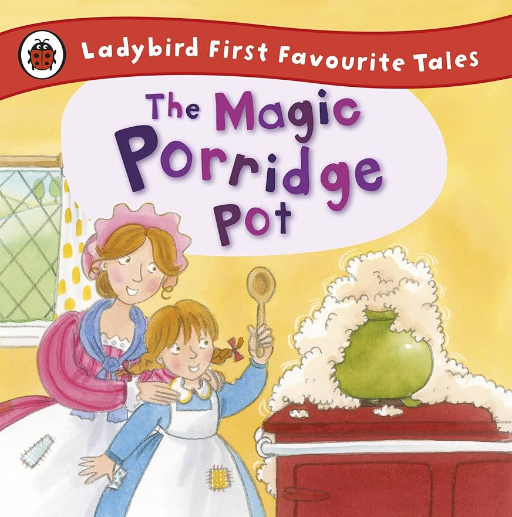 Ladybird First Favourite Tales
The Magic
Porridge
Pot